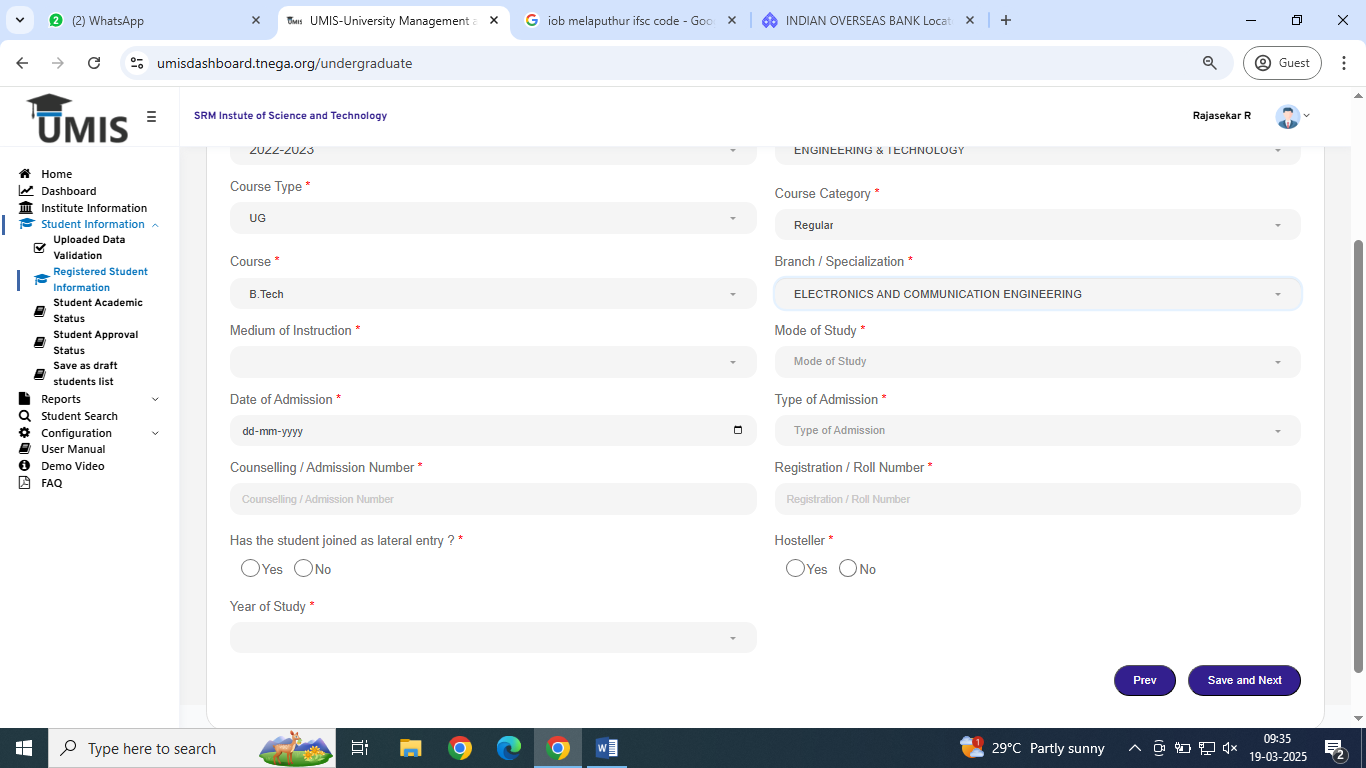 (2) WhatsApp
UMIS-University Management a
iob melaputhur ifsc code - Goo
INDIAN OVERSEAS BANK Locat
umisdashboard.tnega.org/undergraduate
Guest
UMIS
SRM Instute of Science and Technology
Rajasekar R
Home
Dashboard
Institute Information
Student Information
Uploaded Data
Validation
Registered Student
Information
Student Academic
Status
Student Approval
Status
Save as draft
students list
Reports
Student Search
Configuration
User Manual
Demo Video
FAQ
2022-2023
ENGINEERING & TECHNOLOGY
Course Type *
Course Category *
UG
Regular
Course *
Branch / Specialization *
B.Tech
ELECTRONICS AND COMMUNICATION ENGINEERING
Medium of Instruction *
Mode of Study *
Mode of Study
Date of Admission *
Type of Admission *
dd-mm-yyyy
Type of Admission
Counselling / Admission Number *
Registration / Roll Number *
Counselling / Admission Number
Registration / Roll Number
Has the student joined as lateral entry ? *
Hosteller *
Yes No
Yes No
Year of Study *
Prev
Save and Next
Type here to search
29°C Partly sunny
09:35
19-03-2025
2